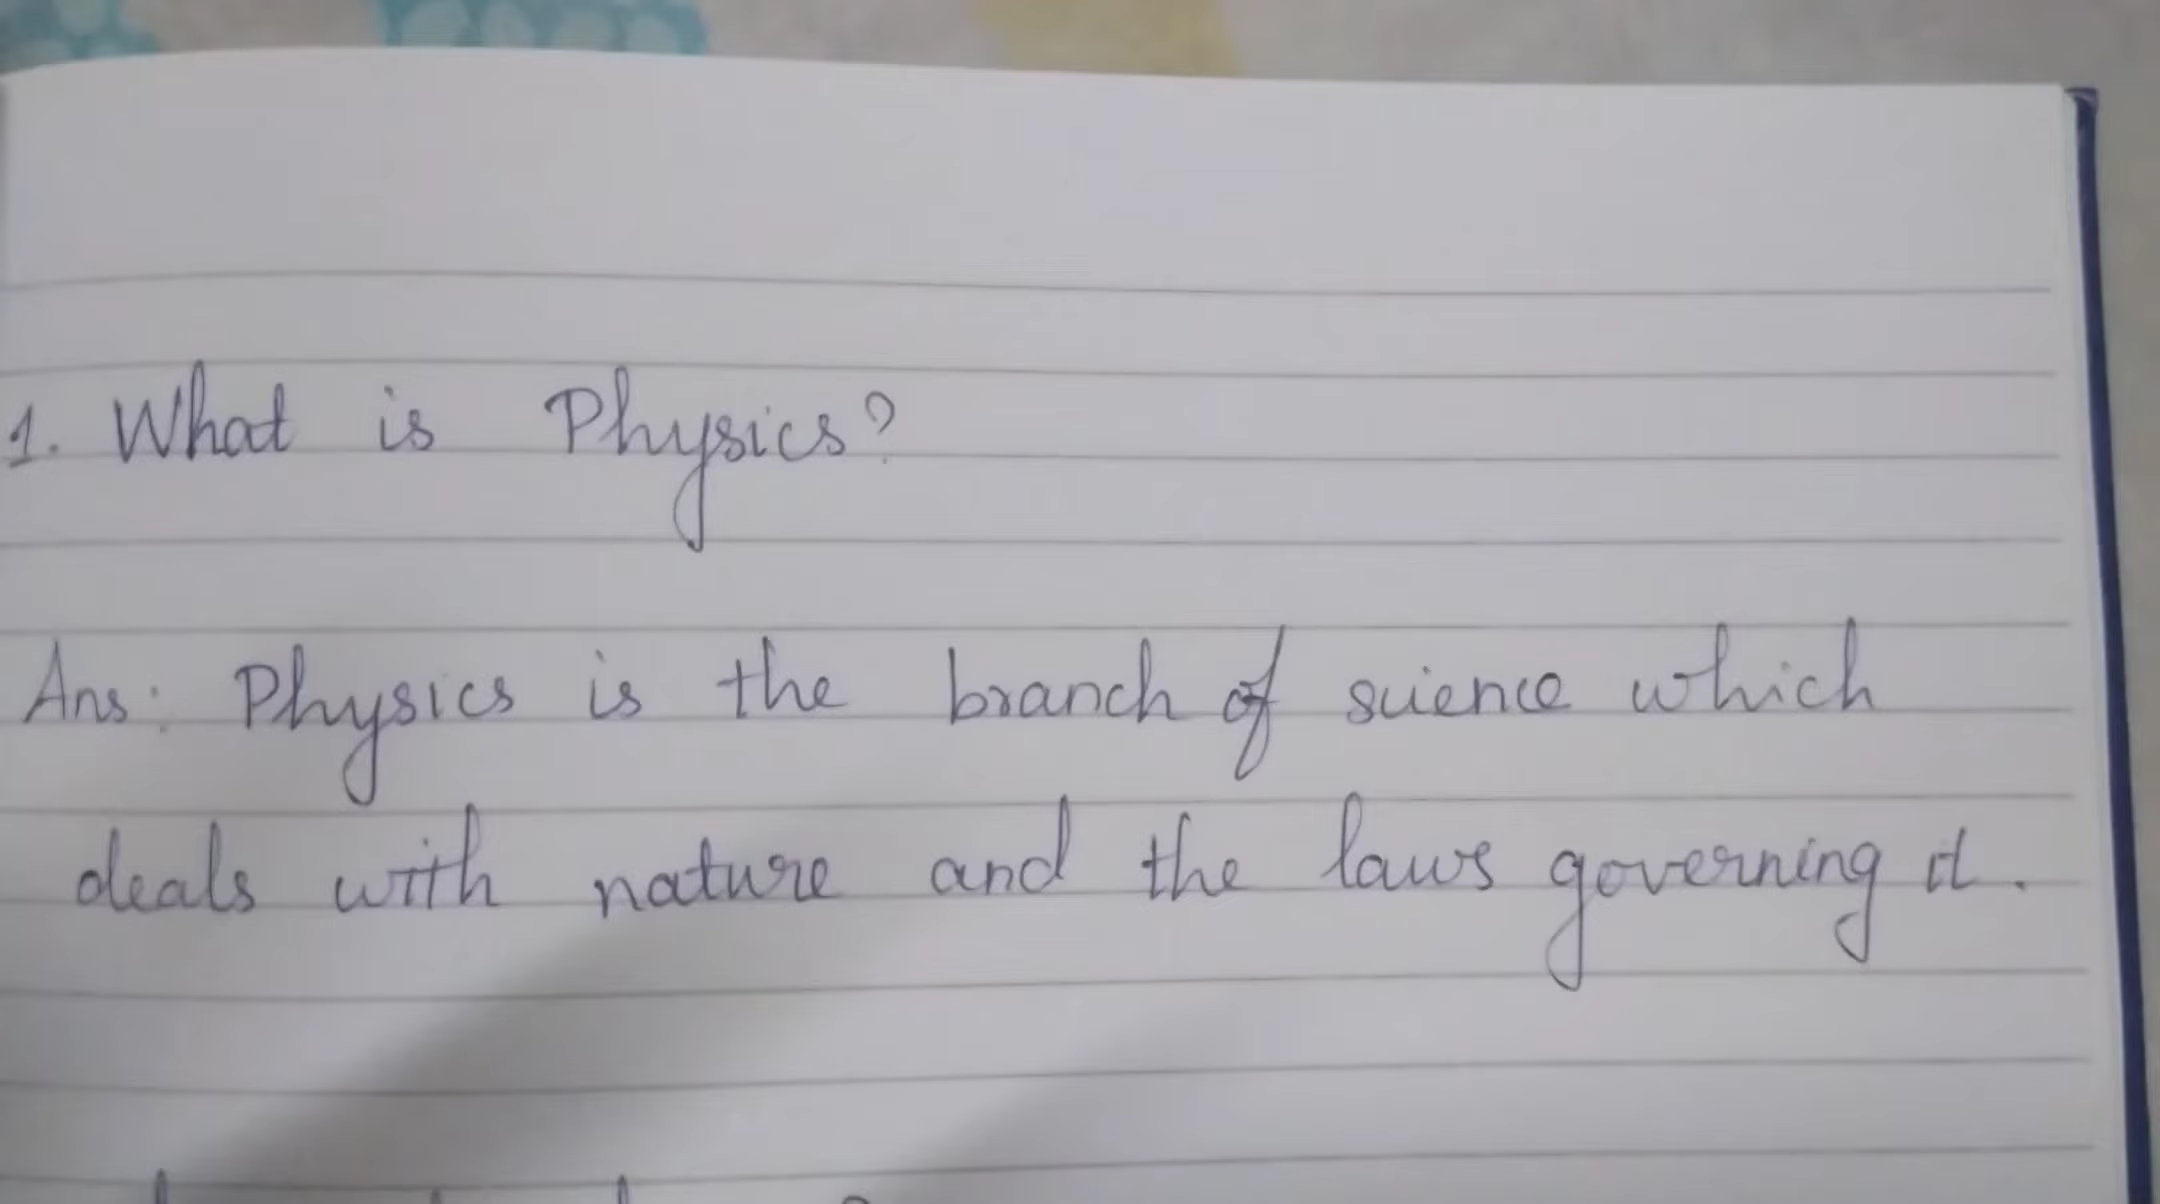 1. What is Physics?
Ans: Physics is the branch of science which
deals with nature and the laws governing it.